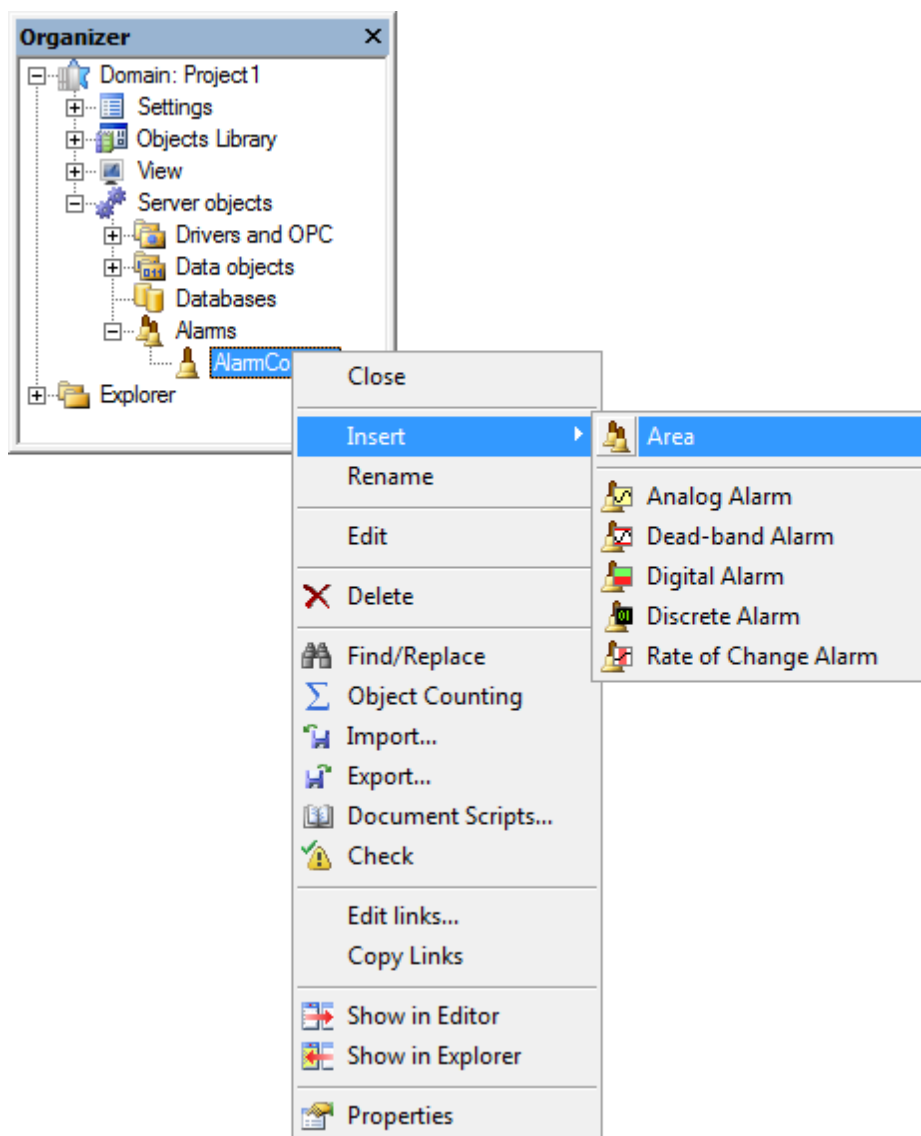 Organizer
Domain: Project1
Settings
Objects Library
View
Server objects
Drivers and OPC
Data objects
Databases
Alarms
AlarmCo
Explorer
Close
Insert
Rename
Edit
Delete
Find/Replace
Object Counting
Import...
Export...
Document Scripts...
Check
Edit links...
Copy Links
Show in Editor
Show in Explorer
Properties
Area
Analog Alarm
Dead-band Alarm
Digital Alarm
Discrete Alarm
Rate of Change Alarm